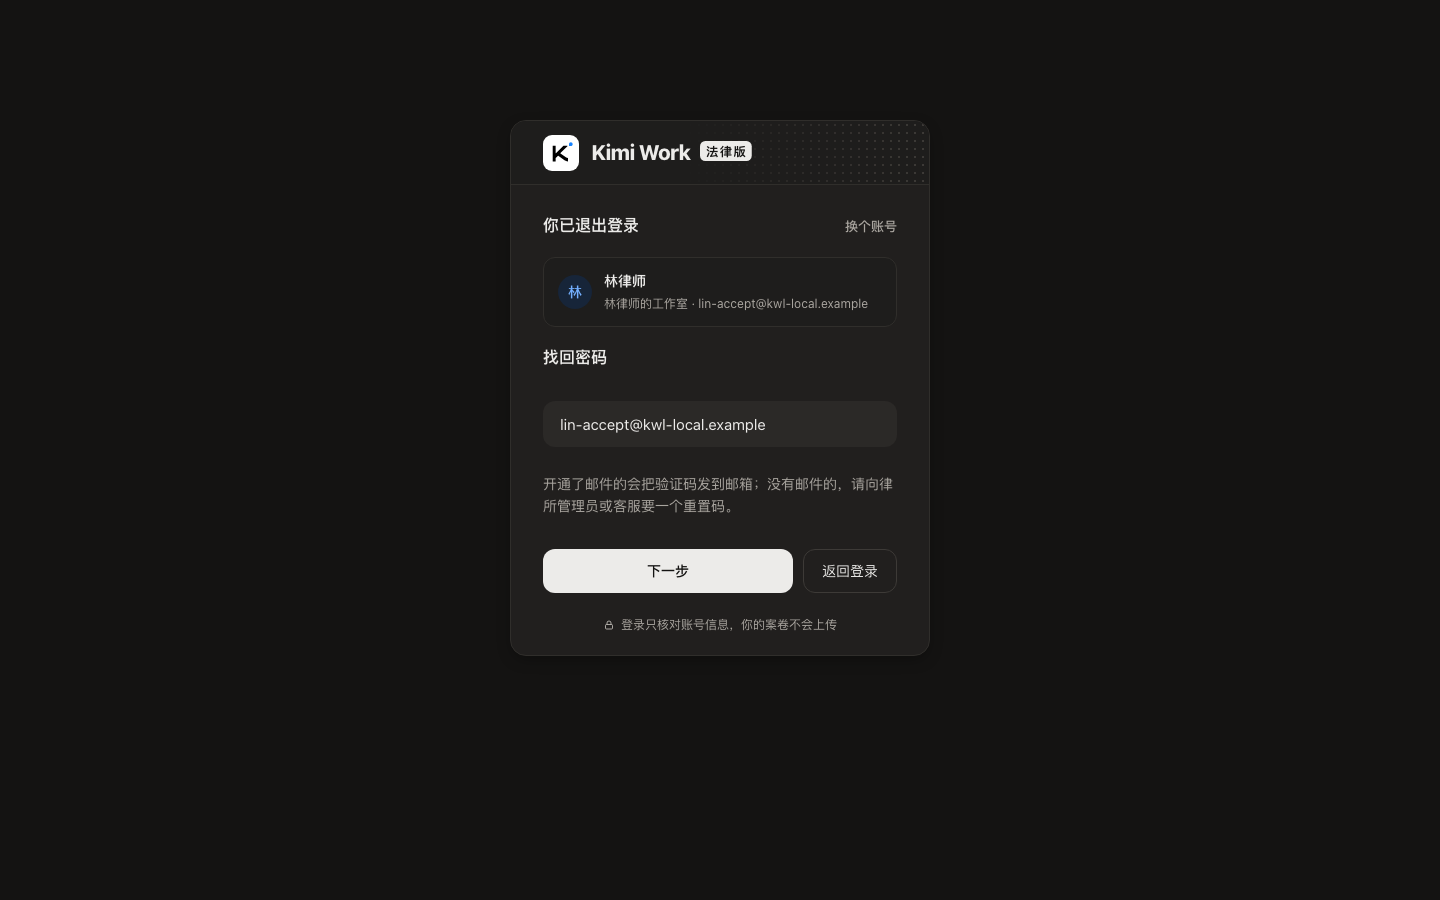 Kimi Work 法律版
你已退出登录 换个账号
林 林律师
林律师的工作室 · lin-accept@kwl-local.example
找回密码
lin-accept@kwl-local.example
开通了邮件的会把验证码发到邮箱；没有邮件的，请向律
所管理员或客服要一个重置码。
下一步 返回登录
登录只核对账号信息，你的案卷不会上传